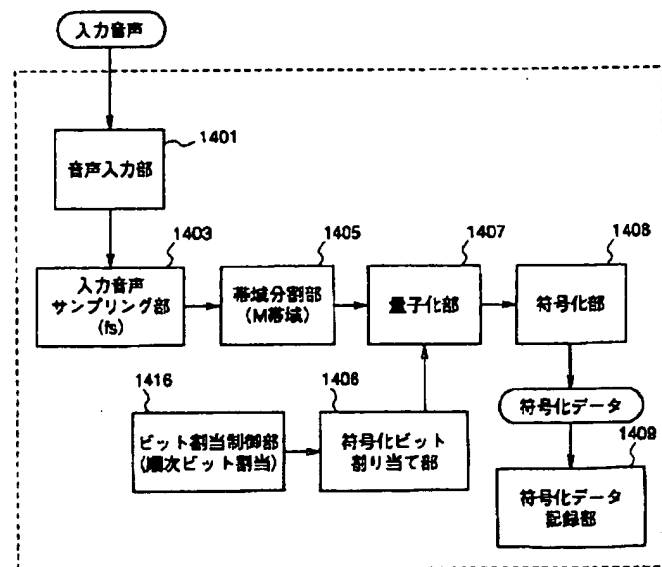 入力音声
1401
音声入力部
1403
入力音声
サンプリング部
(fs)
1405
帯域分割部
(M帯域)
1407
量子化部
1408
符号化部
1416
ビット割当制御部
(順次ビット割当)
1406
符号化ビット
割り当て部
符号化データ
1409
符号化データ
記録部